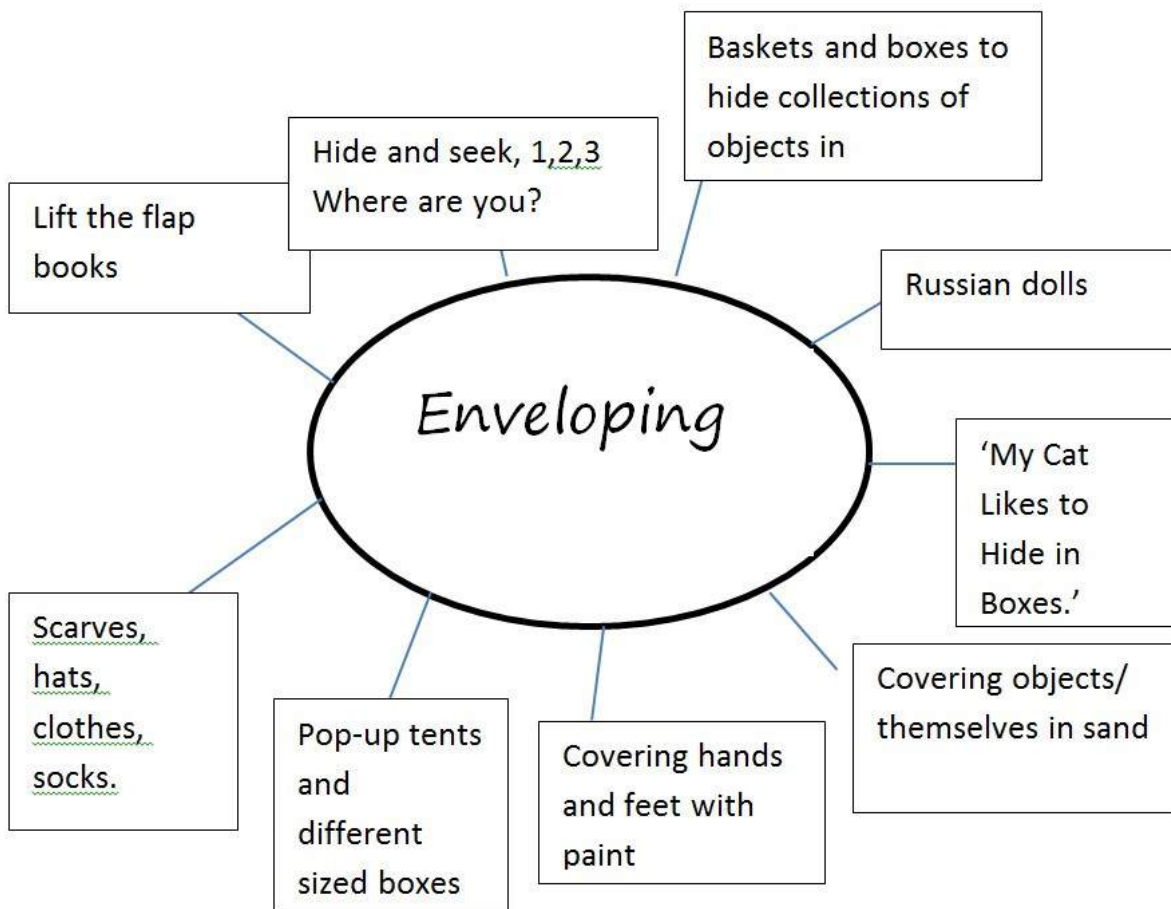 Baskets and boxes to
hide collections of
objects in
Hide and seek, 1,2,3
Where are you?
Lift the flap
books
Russian dolls
Enveloping
‘My Cat
Likes to
Hide in
Boxes.’
Scarves,
hats,
clothes,
socks.
Pop-up tents
and
different
sized boxes
Covering hands
and feet with
paint
Covering objects/
themselves in sand